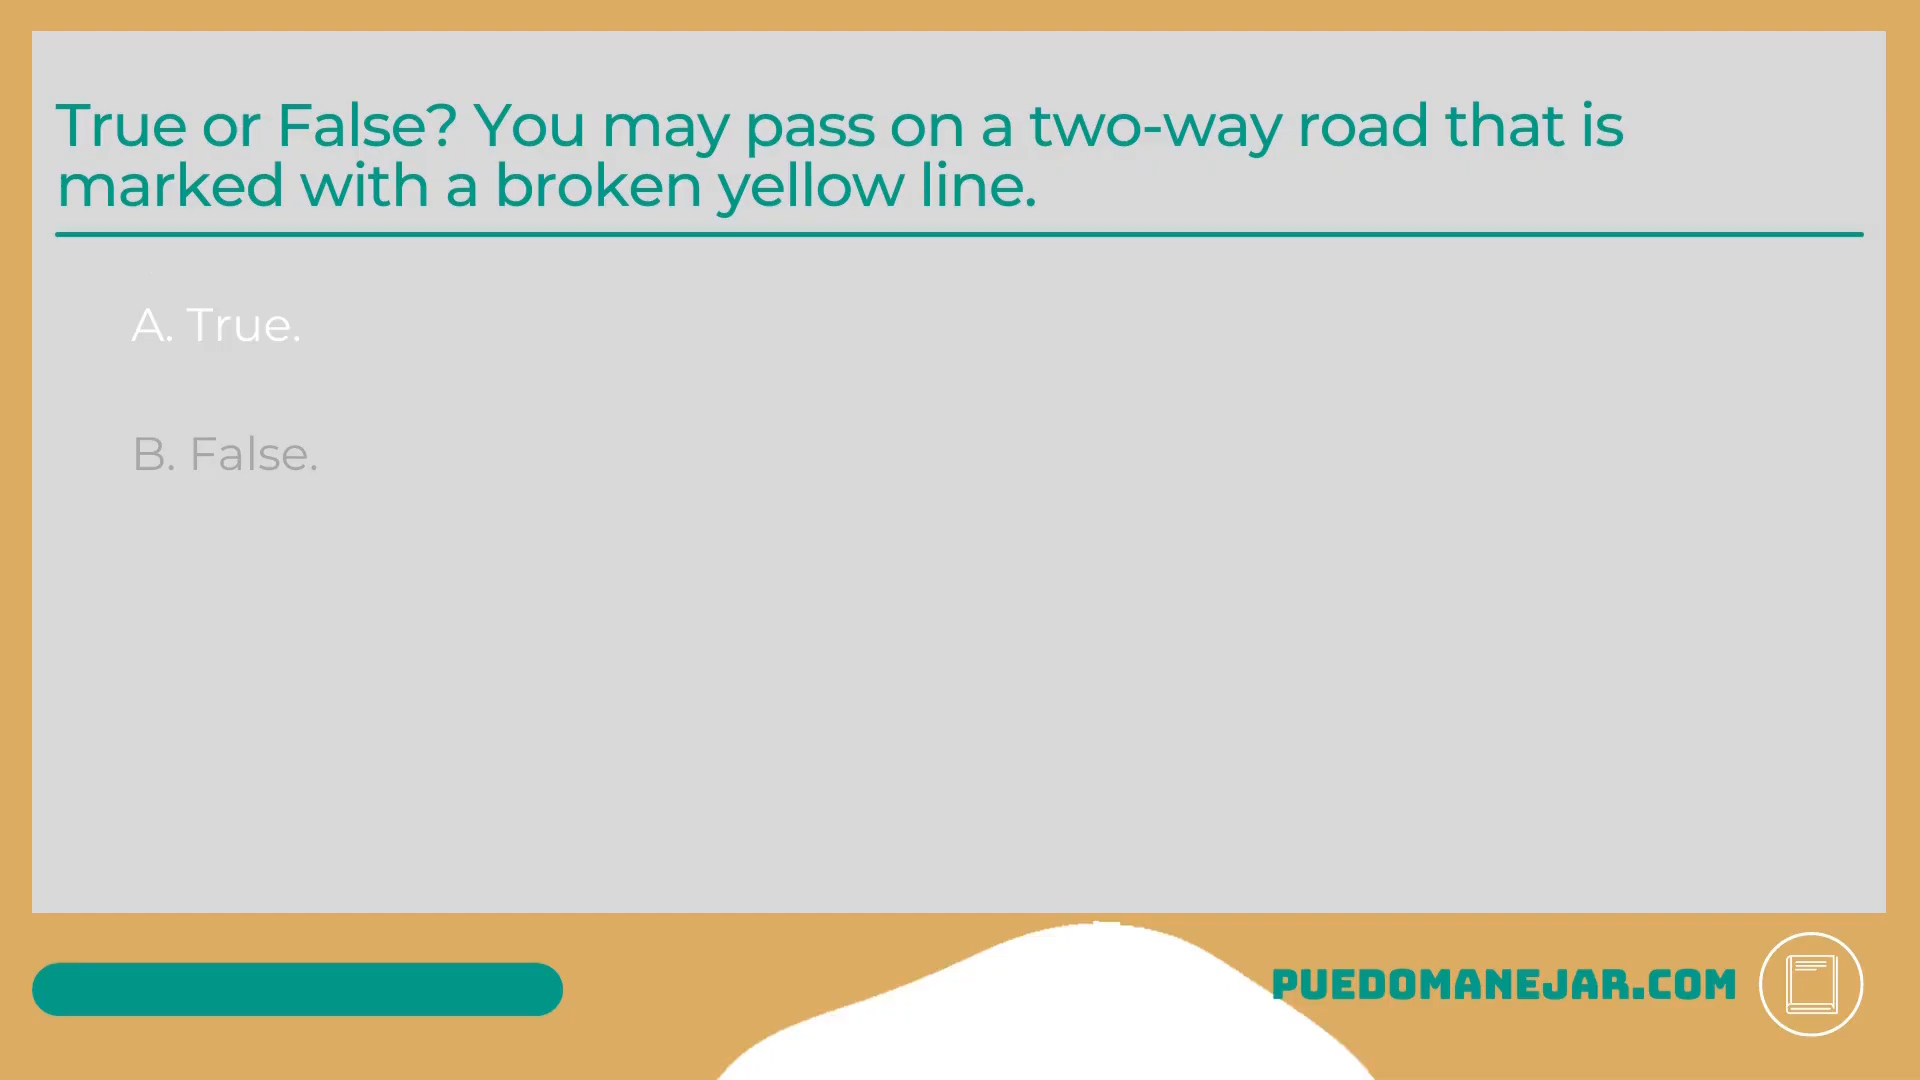 True or False? You may pass on a two-way road that is
marked with a broken yellow line.
A. True.
B. False.
PUEDOMANEJAR.COM